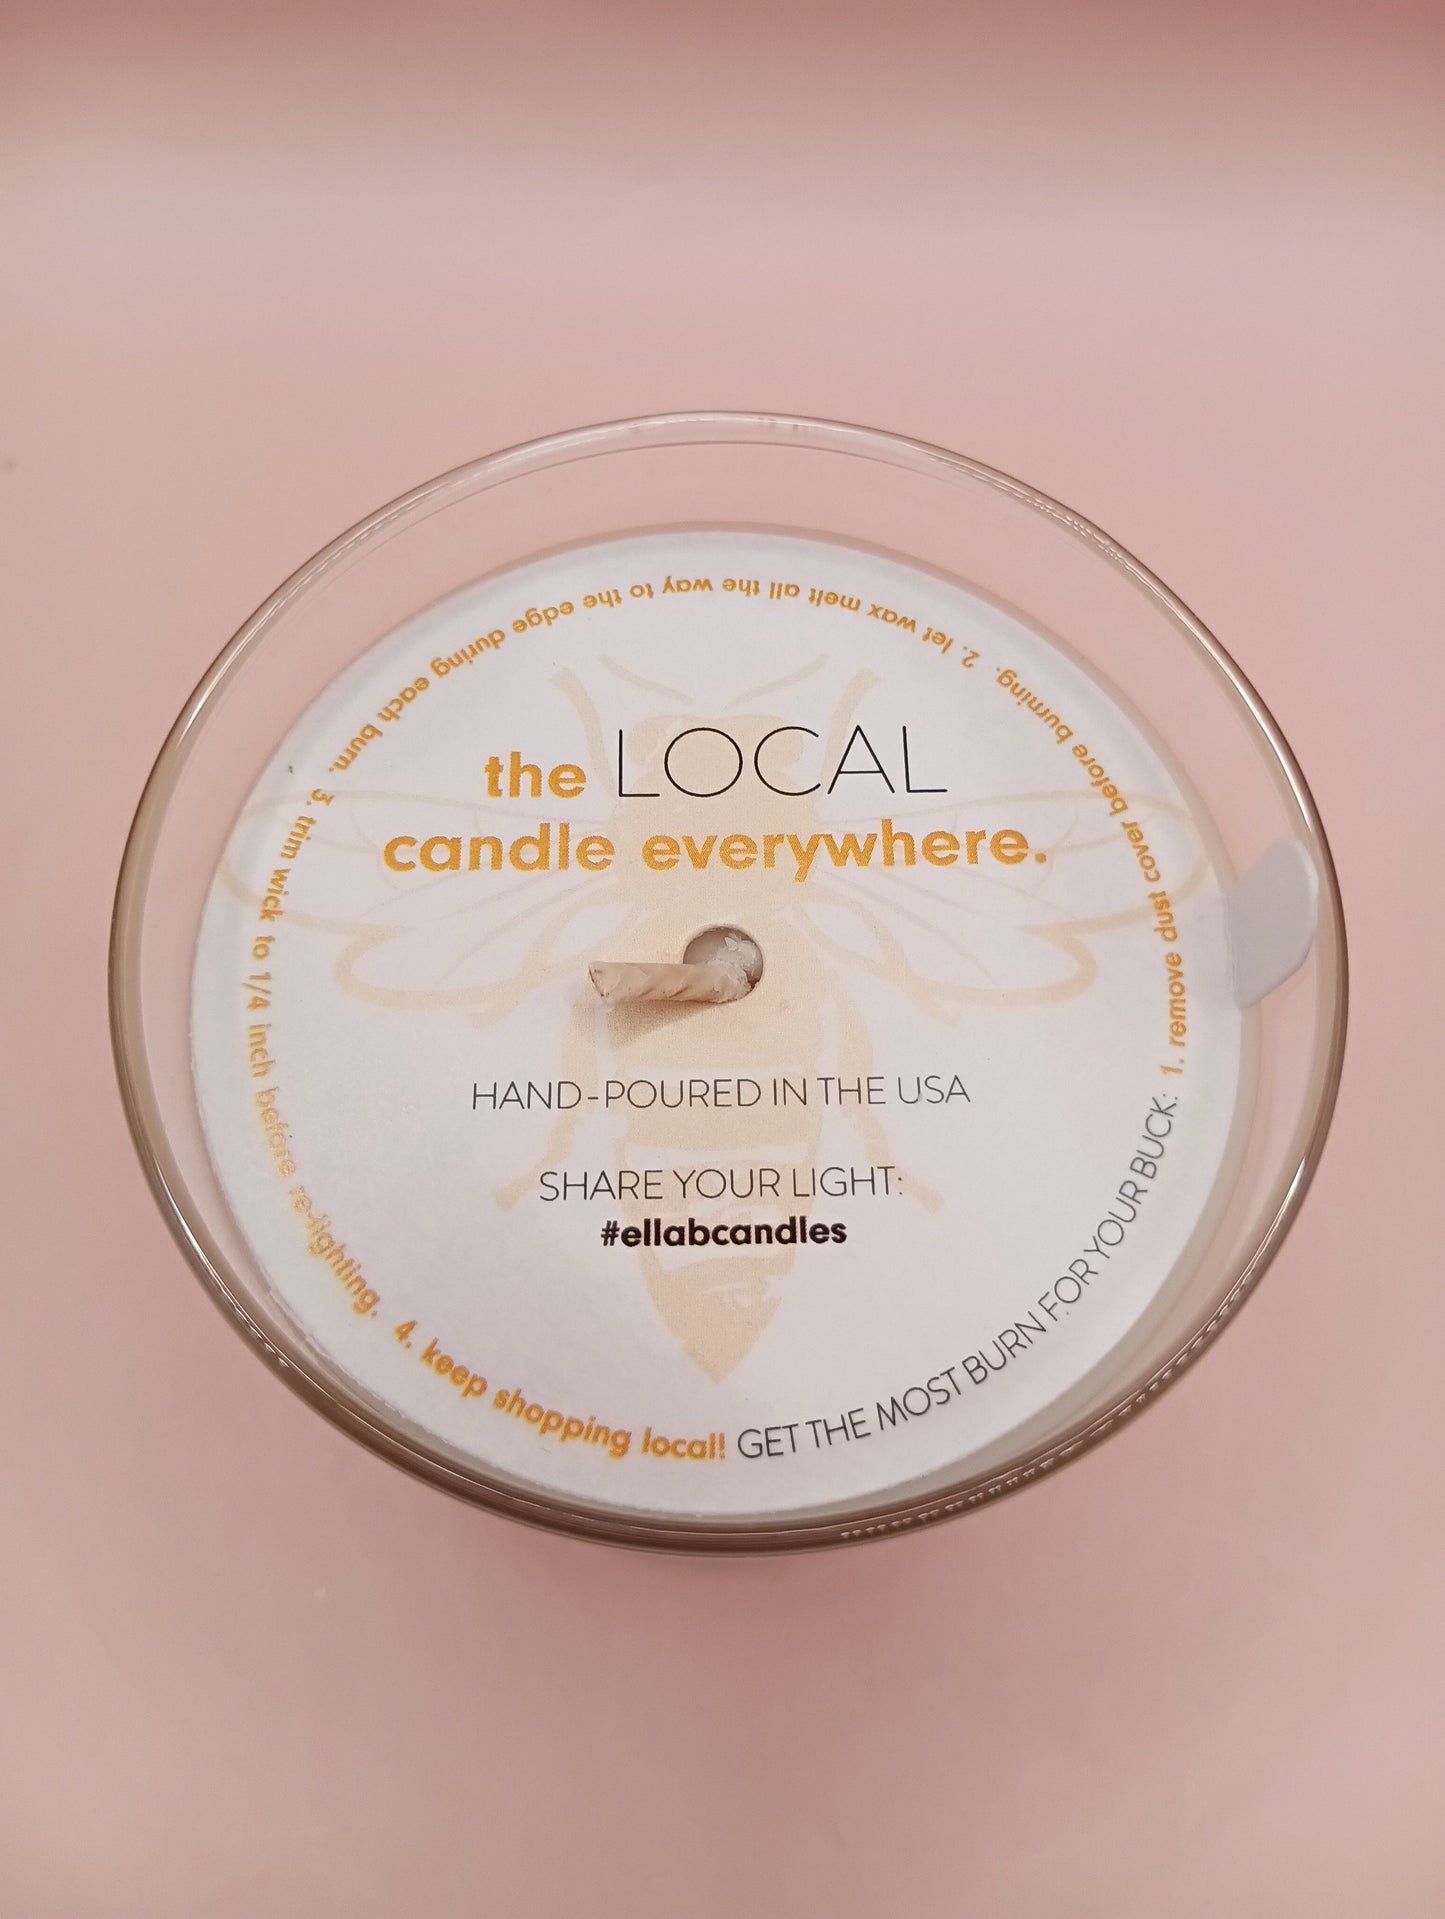 the LOCAL
candle everywhere.
HAND-POURED IN THE USA
SHARE YOUR LIGHT:
#ellabcandles
GET THE MOST BURN FOR YOUR BUCK: 1. remove dust cover before burning. 2. let wax melt all the way to the edge during each burn. 3. trim wick to 1/4 inch before re-lighting. 4. keep shopping local!